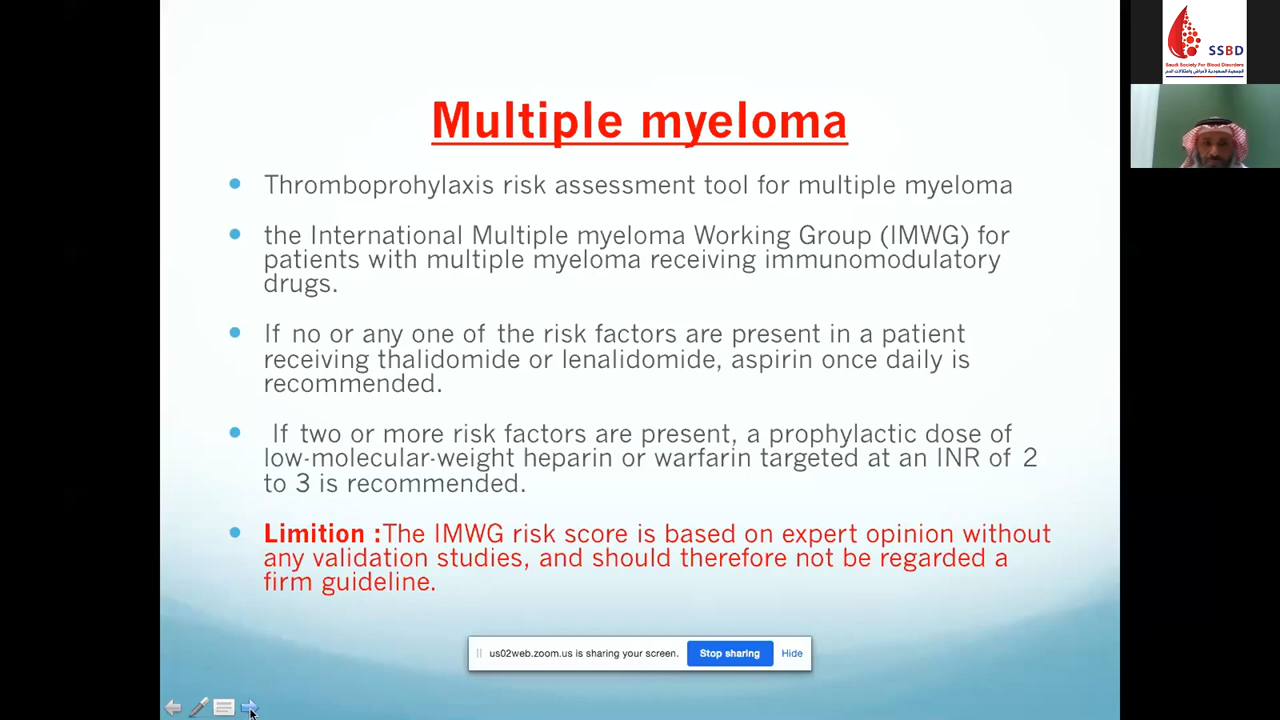 Multiple myeloma
Thromboprohylaxis risk assessment tool for multiple myeloma
the International Multiple myeloma Working Group (IMWG) for
patients with multiple myeloma receiving immunomodulatory
drugs.
If no or any one of the risk factors are present in a patient
receiving thalidomide or lenalidomide, aspirin once daily is
recommended.
If two or more risk factors are present, a prophylactic dose of
low-molecular-weight heparin or warfarin targeted at an INR of 2
to 3 is recommended.
Limition :The IMWG risk score is based on expert opinion without
any validation studies, and should therefore not be regarded a
firm guideline.
us02web.zoom.us is sharing your screen.
Stop sharing
Hide
SSBD
Saudi Society For Blood Disorders